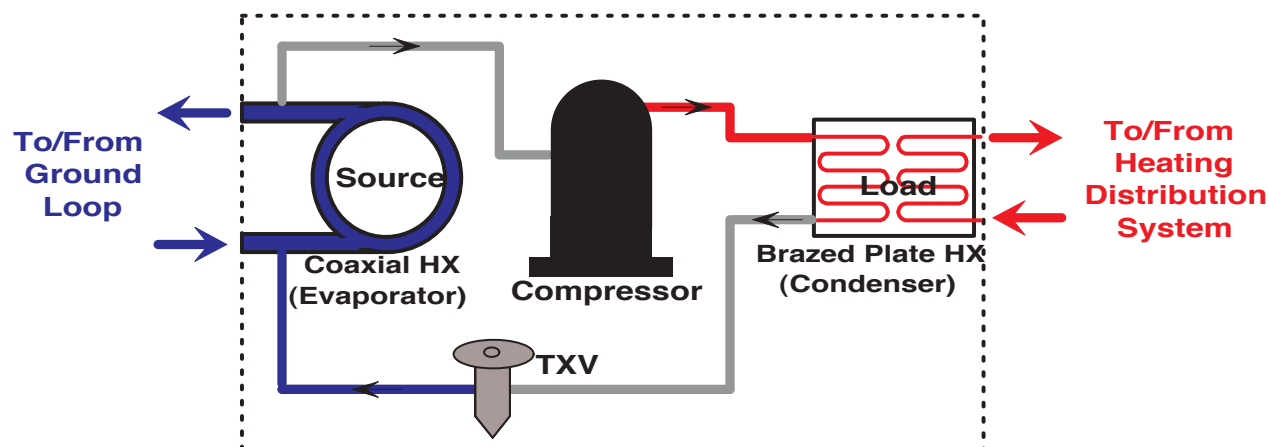 To/From
Ground
Loop
Source
Coaxial HX
(Evaporator)
Compressor
TXV
Load
Brazed Plate HX
(Condenser)
To/From
Heating
Distribution
System